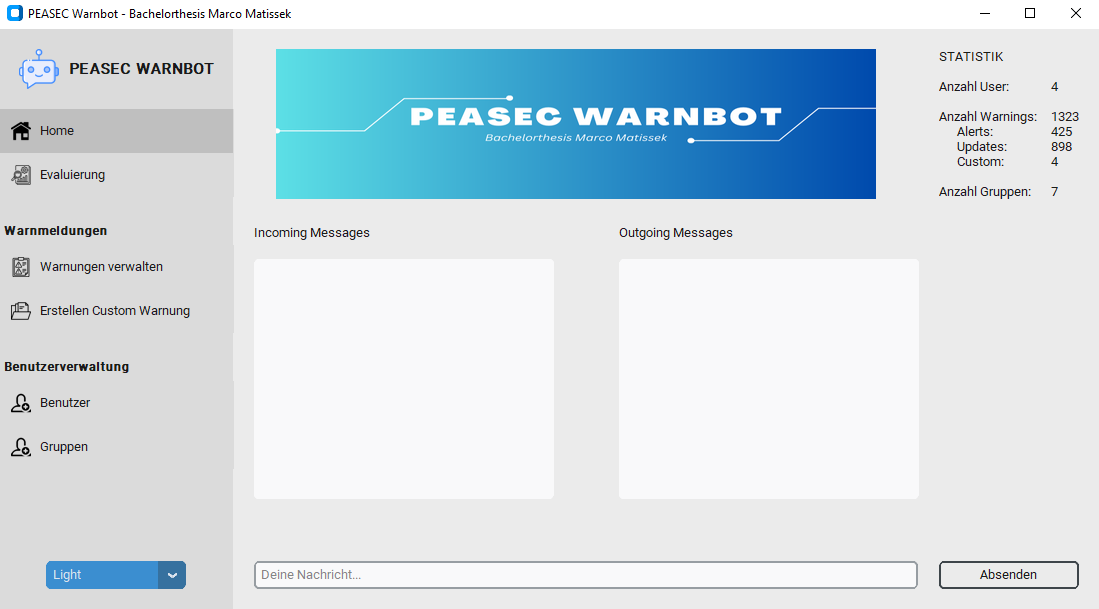 PEASEC Warnbot - Bachelorthesis Marco Matissek
PEASEC WARNBOT
Home
Evaluierung
Warnmeldungen
Warnungen verwalten
Erstellen Custom Warnung
Benutzerverwaltung
Benutzer
Gruppen
Light
PEASEC WARNBOT
Bachelorthesis Marco Matissek
Incoming Messages
Outgoing Messages
Deine Nachricht...
Absenden
STATISTIK
Anzahl User: 4
Anzahl Warnings: 1323
Alerts: 425
Updates: 898
Custom: 4
Anzahl Gruppen: 7